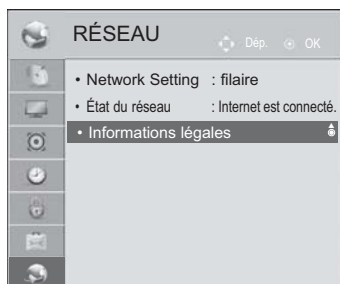 RÉSEAU
Dép. OK
• Network Setting : filaire
• État du réseau : Internet est connecté.
• Informations légales